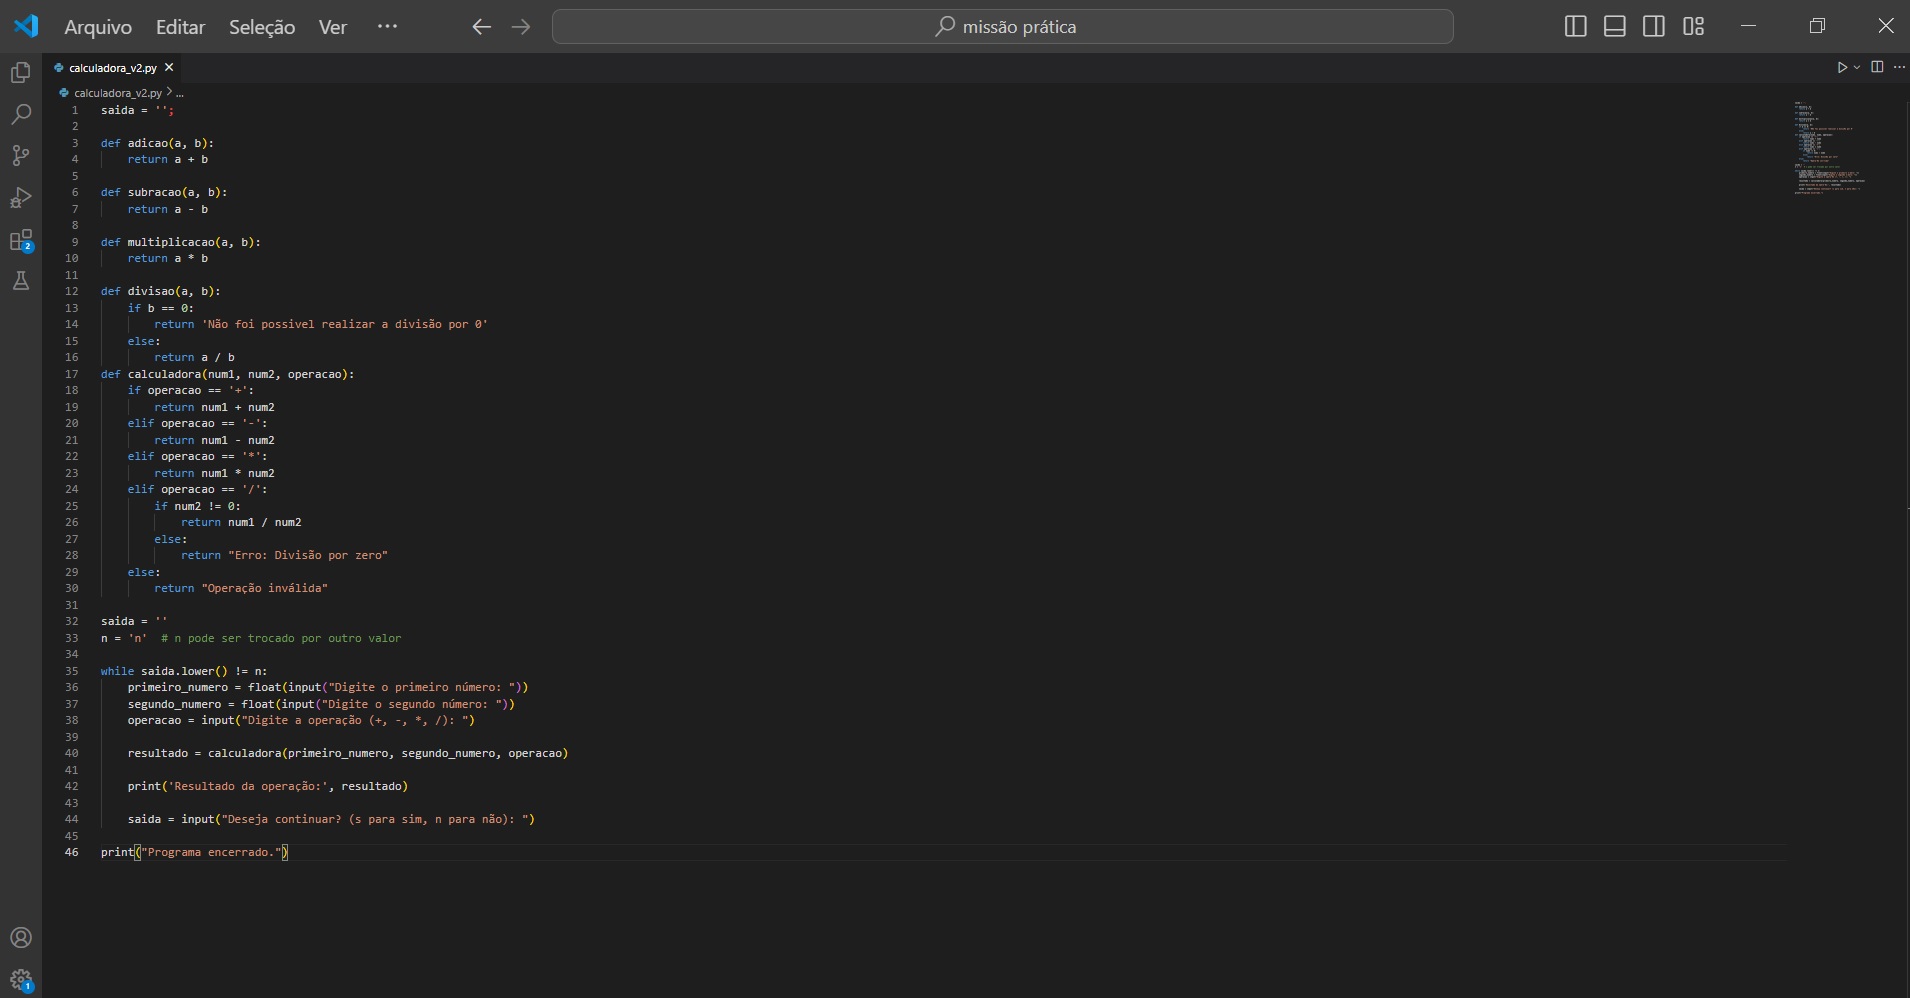 Arquivo Editar Seleção Ver ···
missão prática
calculadora_v2.py
calculadora_v2.py > ...
1 saida = '';
2
3 def adicao(a, b):
4     return a + b
5
6 def subracao(a, b):
7     return a - b
8
9 def multiplicacao(a, b):
10     return a * b
11
12 def divisao(a, b):
13     if b == 0:
14         return 'Não foi possivel realizar a divisão por 0'
15     else:
16         return a / b
17 def calculadora(num1, num2, operacao):
18     if operacao == '+':
19         return num1 + num2
20     elif operacao == '-':
21         return num1 - num2
22     elif operacao == '*':
23         return num1 * num2
24     elif operacao == '/':
25         if num2 != 0:
26             return num1 / num2
27         else:
28             return "Erro: Divisão por zero"
29     else:
30         return "Operação inválida"
31
32 saida = ''
33 n = 'n'  # n pode ser trocado por outro valor
34
35 while saida.lower() != n:
36     primeiro_numero = float(input("Digite o primeiro número: "))
37     segundo_numero = float(input("Digite o segundo número: "))
38     operacao = input("Digite a operação (+, -, *, /): ")
39
40     resultado = calculadora(primeiro_numero, segundo_numero, operacao)
41
42     print('Resultado da operação:', resultado)
43
44     saida = input("Deseja continuar? (s para sim, n para não): ")
45
46 print("Programa encerrado.")
2
1